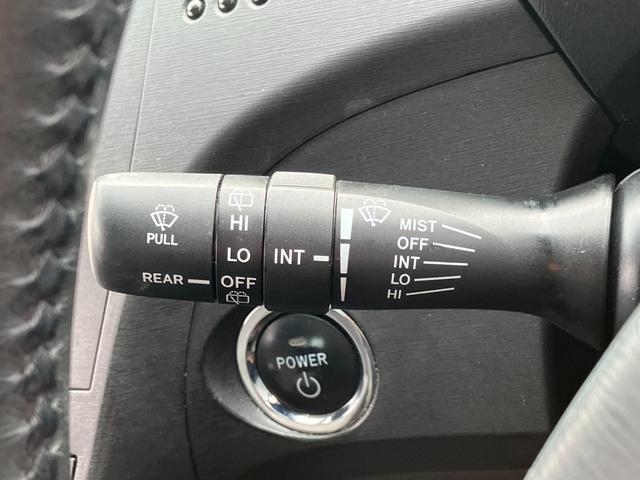 PULL
REAR
HI
LO
OFF
INT
MIST
OFF
INT
LO
HI
POWER